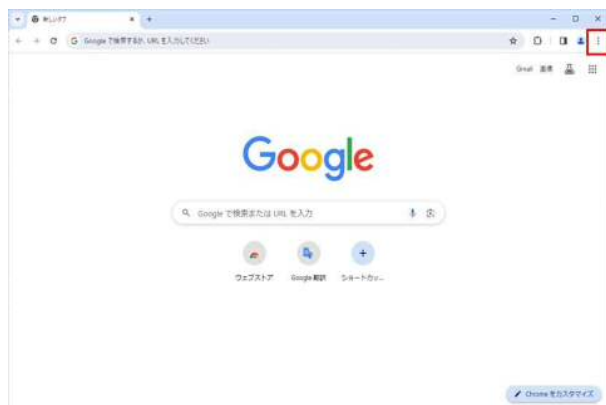 新しいタブ
Google で検索するか、URL を入力してください
Gmail 画像
Google
Google で検索または URL を入力
ウェブストア Google 翻訳 ショートカッ...
Chrome をカスタマイズ